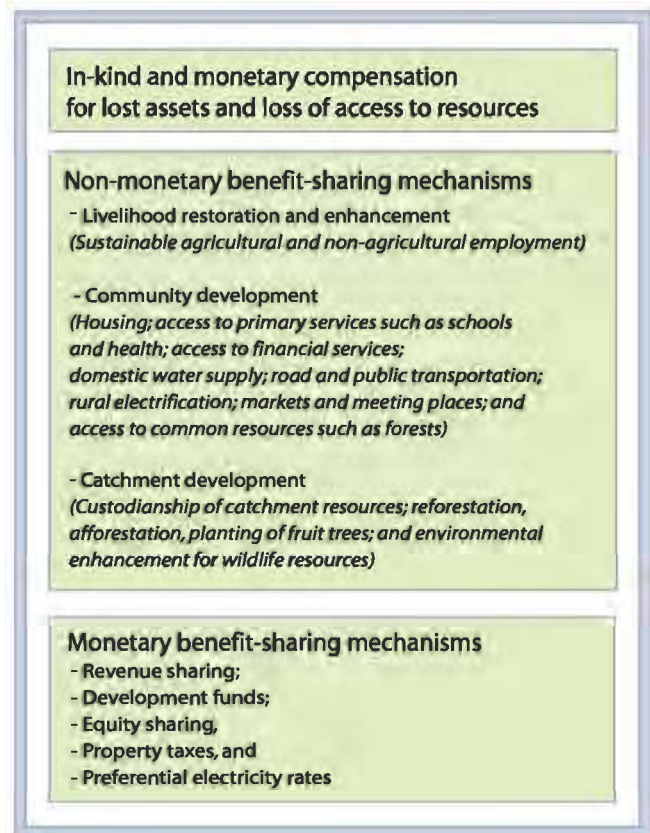 In-kind and monetary compensation
for lost assets and loss of access to resources
Non-monetary benefit-sharing mechanisms
- Livelihood restoration and enhancement
(Sustainable agricultural and non-agricultural employment)
- Community development
(Housing; access to primary services such as schools
and health; access to financial services;
domestic water supply; road and public transportation;
rural electrification; markets and meeting places; and
access to common resources such as forests)
- Catchment development
(Custodianship of catchment resources; reforestation,
afforestation, planting of fruit trees; and environmental
enhancement for wildlife resources)
Monetary benefit-sharing mechanisms
- Revenue sharing;
- Development funds;
- Equity sharing,
- Property taxes, and
- Preferential electricity rates